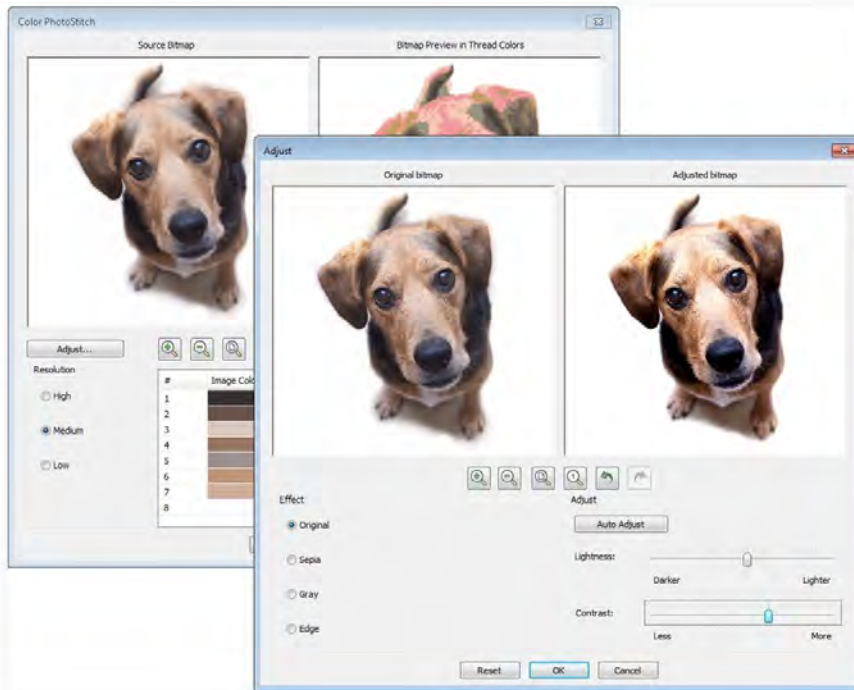 Color PhotoStitch
Source Bitmap
Bitmap Preview in Thread Colors
Adjust...
Resolution
High
Medium
Low
#
1
2
3
4
5
6
7
8
Adjust
Original bitmap
Adjusted bitmap
Effect
Original
Sepia
Gray
Edge
Adjust
Auto Adjust
Lightness:
Darker Lighter
Contrast:
Less More
Reset OK Cancel